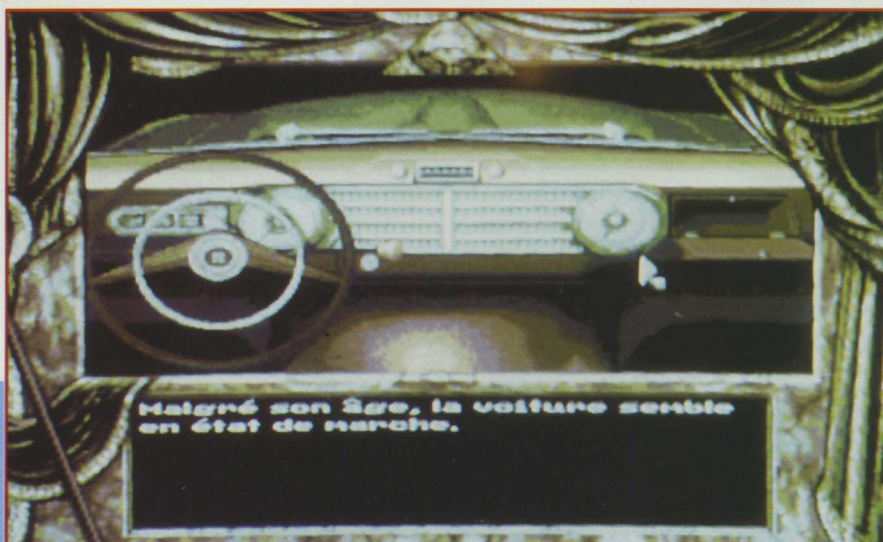 Malgré son âge, la voiture semble
en état de marche.